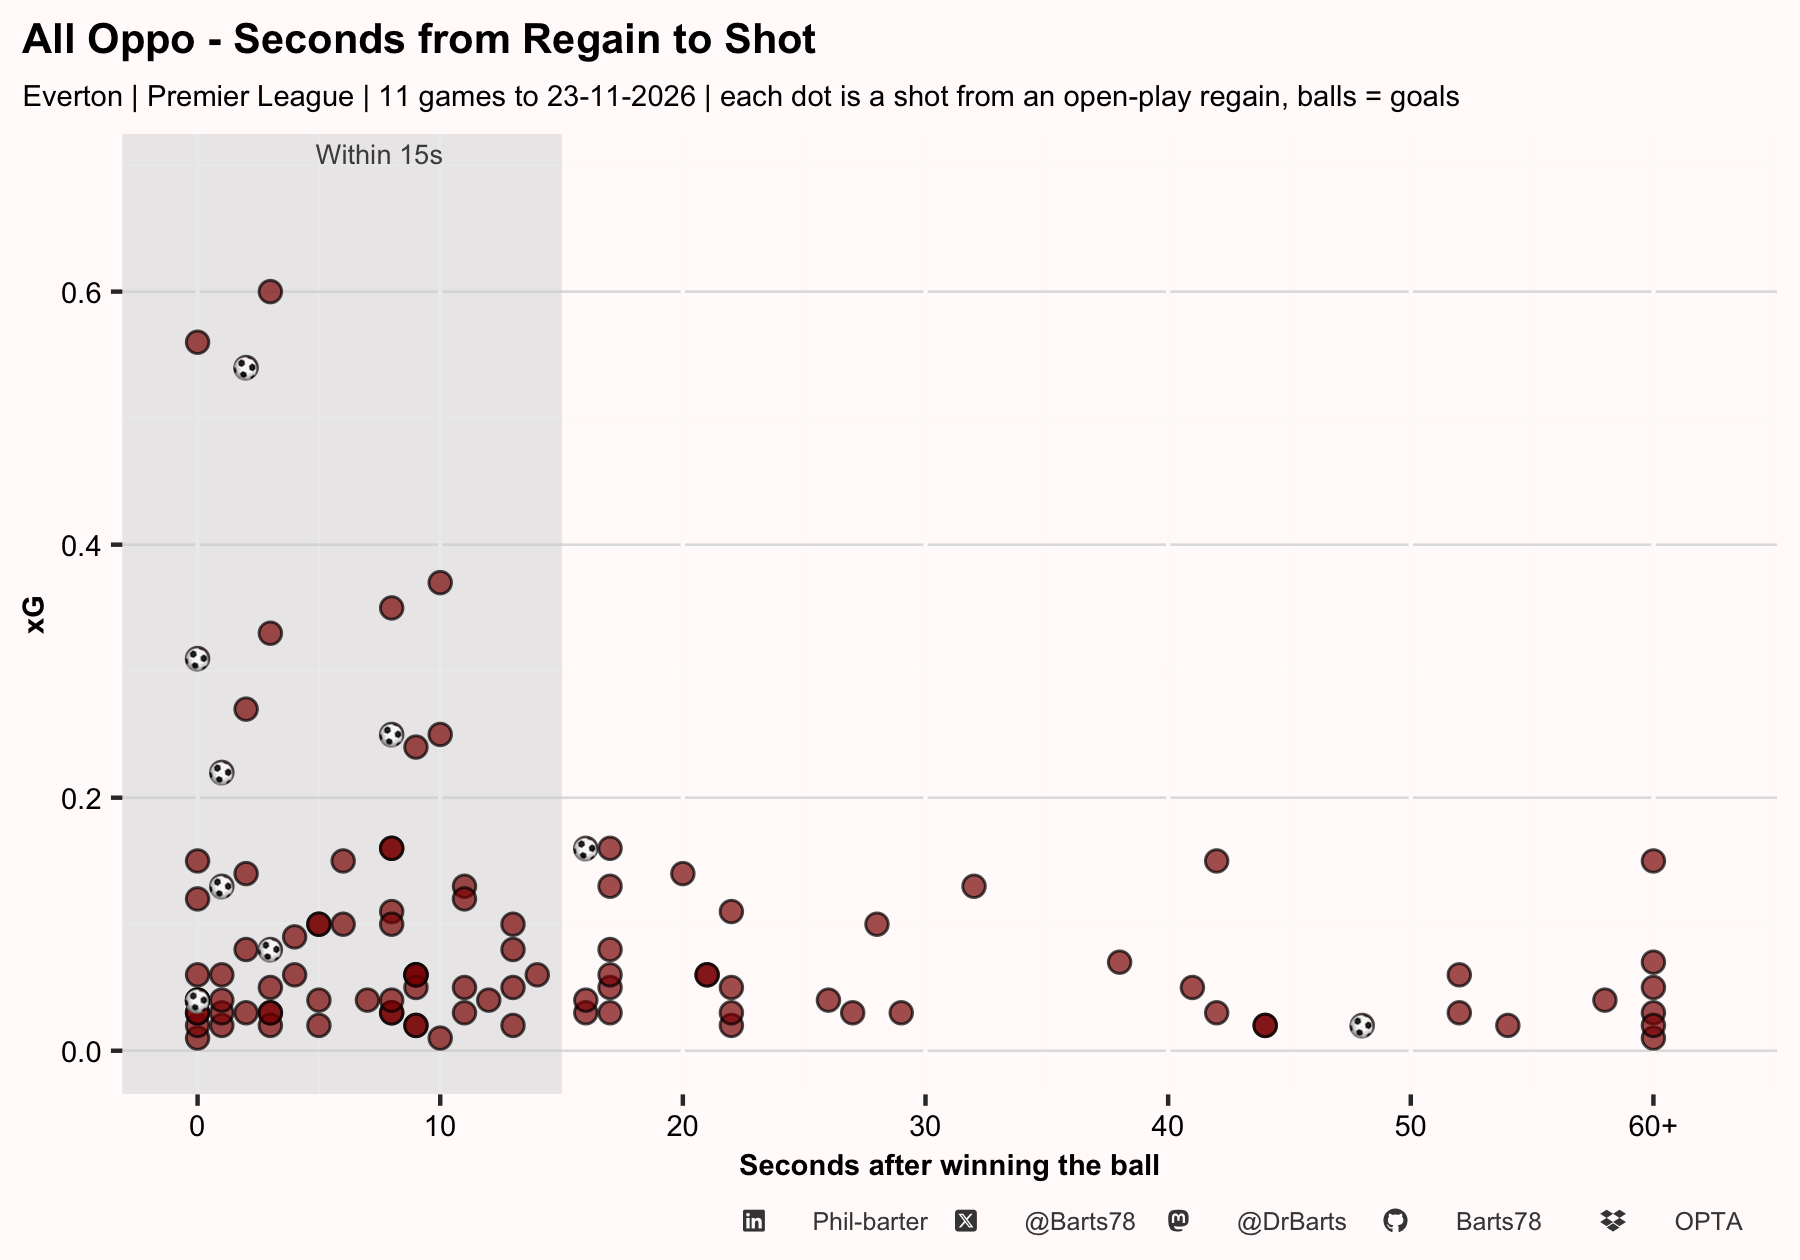 All Oppo - Seconds from Regain to Shot
Everton | Premier League | 11 games to 23-11-2026 | each dot is a shot from an open-play regain, balls = goals
Within 15s
0.6
0.4
0.2
0.0
xG
0 10 20 30 40 50 60+
Seconds after winning the ball
Phil-barter @Barts78 @DrBarts Barts78 OPTA